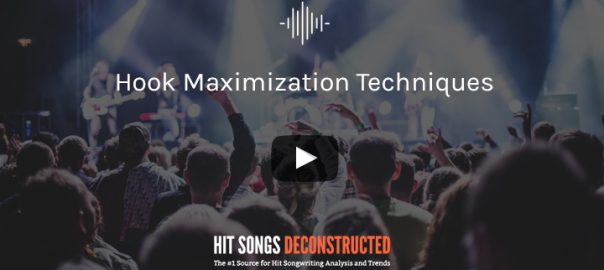 Hook Maximization Techniques
HIT SONGS DECONSTRUCTED
The #1 Source for Hit Songwriting Analysis and Trends